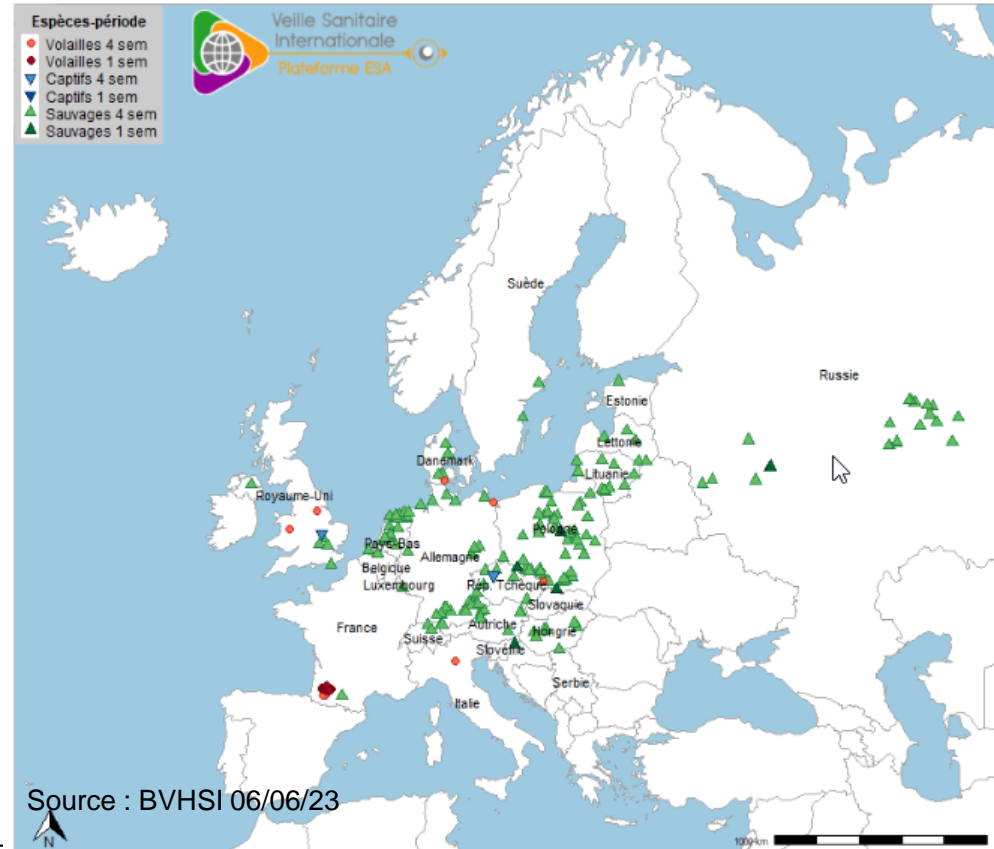 Espèces-période
Volailles 4 sem
Volailles 1 sem
Captifs 4 sem
Captifs 1 sem
Sauvages 4 sem
Sauvages 1 sem
Veille Sanitaire
Internationale
Plateforme ESA
Suède
Russie
Estonie
Lettonie
Danemark
Lituanie
Royaume-Uni
Pologne
Pays-Bas
Allemagne
Belgique
Luxembourg
Rép. Tchèque
Slovaquie
France
Autriche
Hongrie
Suisse
Slovénie
Serbie
Italie
Source : BVHSI 06/06/23
N
1000 km